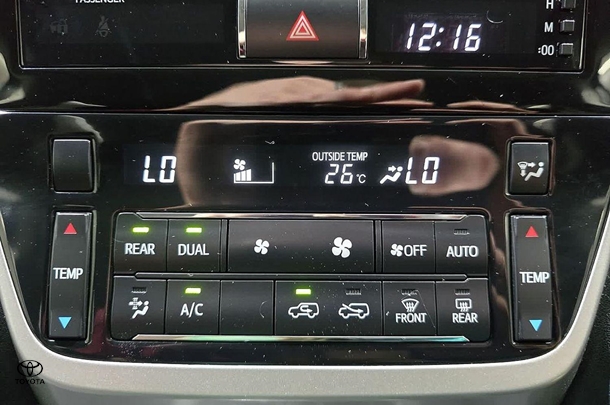 PASSENGER
12:16
H
M
:00
LO
OUTSIDE TEMP
26°C
LO
REAR
DUAL
OFF
AUTO
TEMP
TEMP
A/C
FRONT
REAR
TOYOTA